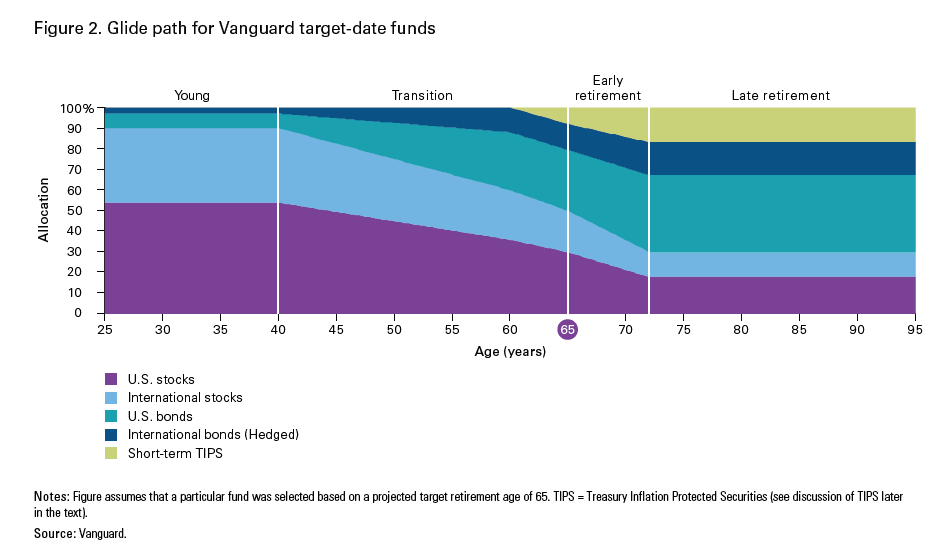 Figure 2. Glide path for Vanguard target-date funds
Young
Transition
Early
retirement
Late retirement
100%
90
80
70
60
50
40
30
20
10
0
Allocation
25 30 35 40 45 50 55 60 65 70 75 80 85 90 95
Age (years)
U.S. stocks
International stocks
U.S. bonds
International bonds (Hedged)
Short-term TIPS
Notes: Figure assumes that a particular fund was selected based on a projected target retirement age of 65. TIPS = Treasury Inflation Protected Securities (see discussion of TIPS later
in the text).
Source: Vanguard.